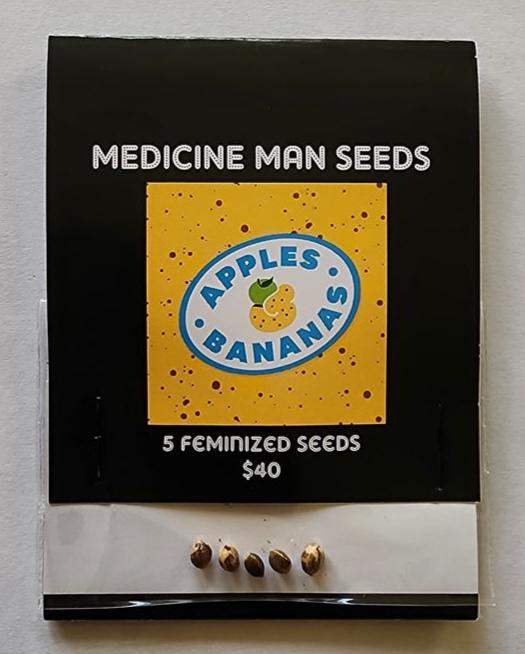 MEDICINE MAN SEEDS
APPLES
BANANAS
5 FEMINIZED SEEDS
$40